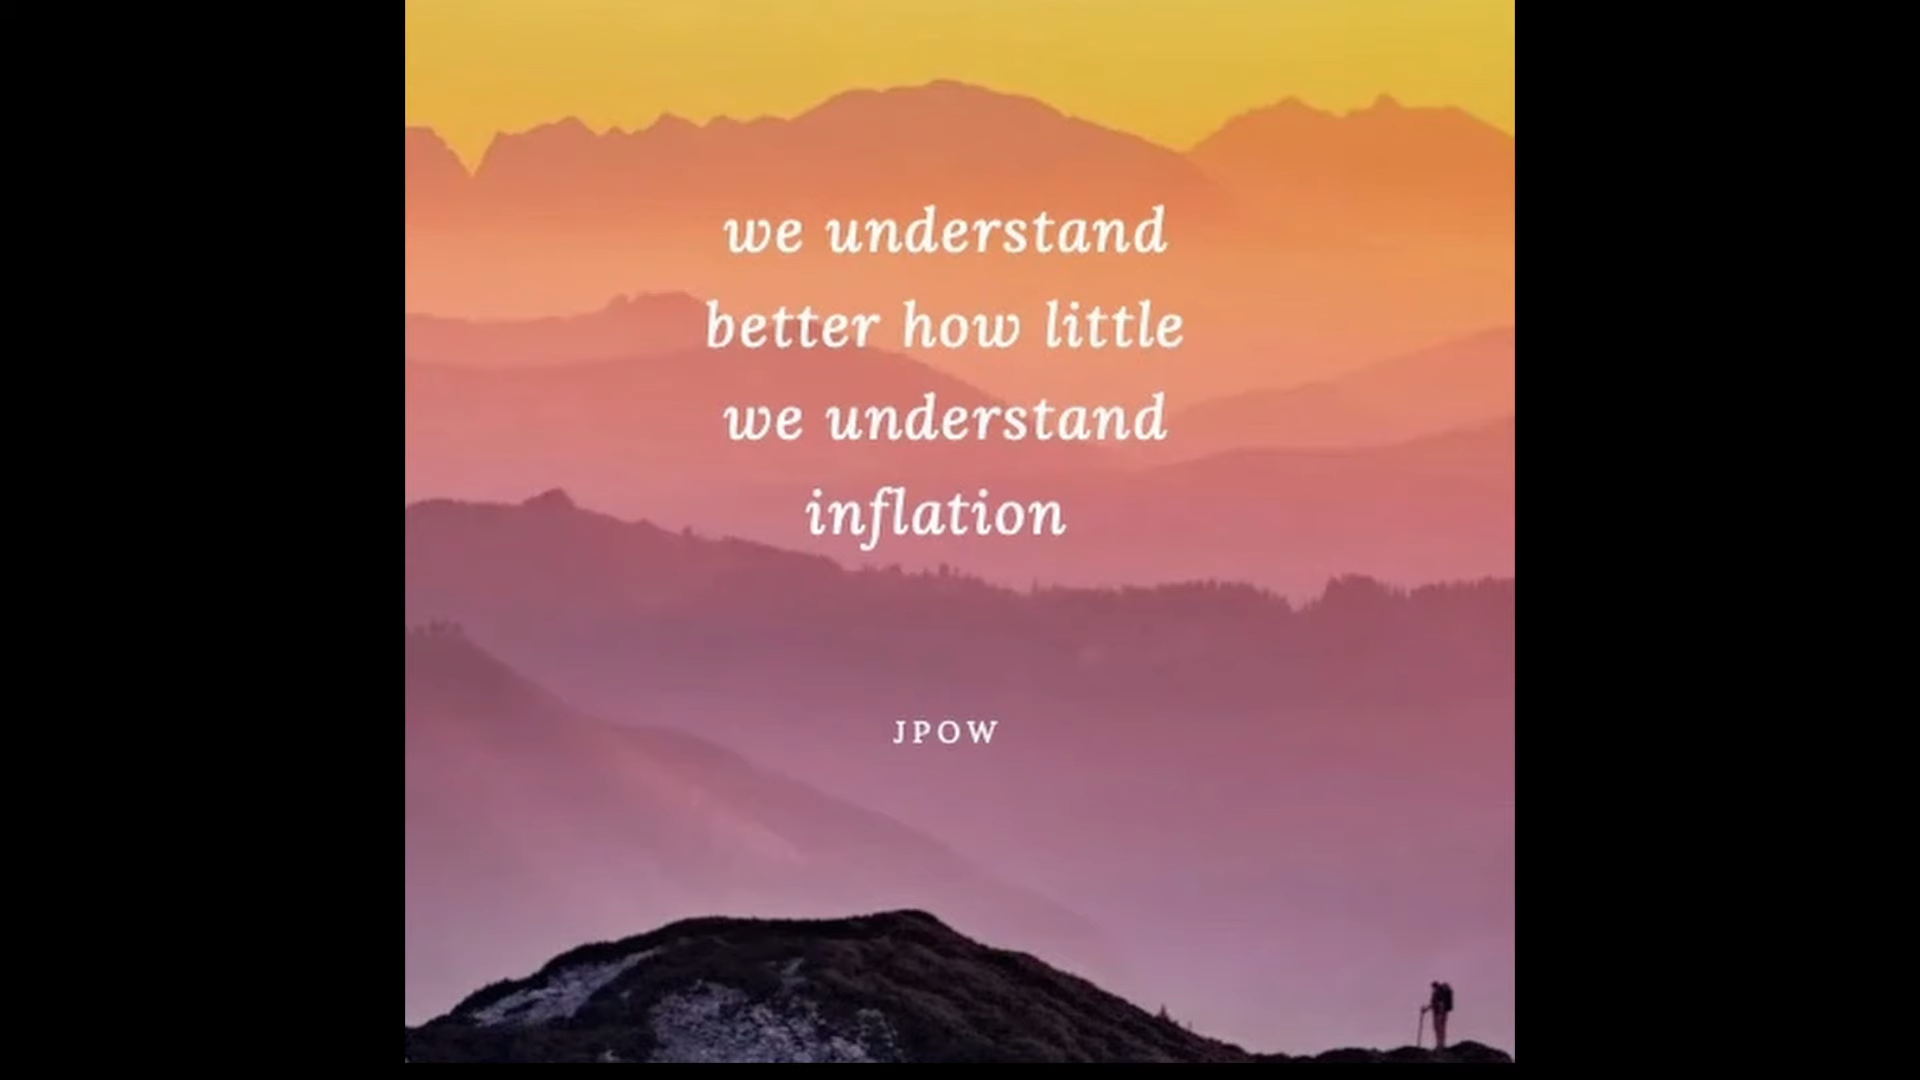 we understand
better how little
we understand
inflation
JPOW